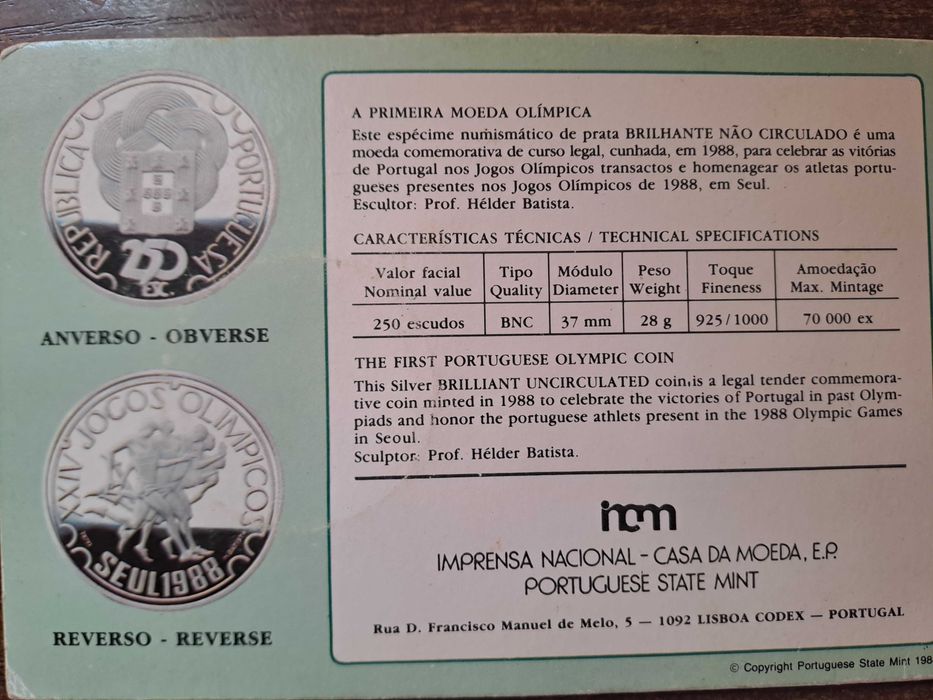 REPUBLICA PORTUGUESA
250
ANVERSO - OBVERSE
XXIV JOGOS OLIMPICOS
SEUL1988
REVERSO - REVERSE
A PRIMEIRA MOEDA OLÍMPICA
Este espécime numismático de prata BRILHANTE NÃO CIRCULADO é uma
moeda comemorativa de curso legal, cunhada, em 1988, para celebrar as vitórias
de Portugal nos Jogos Olímpicos transactos e homenagear os atletas portu-
gueses presentes nos Jogos Olímpicos de 1988, em Seul.
Escultor: Prof. Hélder Batista.
CARACTERÍSTICAS TÉCNICAS / TECHNICAL SPECIFICATIONS
Valor facial Tipo Módulo Peso Toque Amoedação
Nominal value Quality Diameter Weight Fineness Max. Mintage
250 escudos BNC 37 mm 28 g 925/1000 70 000 ex
THE FIRST PORTUGUESE OLYMPIC COIN
This Silver BRILLIANT UNCIRCULATED coin,is a legal tender commemora-
tive coin minted in 1988 to celebrate the victories of Portugal in past Olym-
piads and honor the portuguese athlets present in the 1988 Olympic Games
in Seoul.
Sculptor: Prof. Hélder Batista.
incm
IMPRENSA NACIONAL - CASA DA MOEDA, E.P.
PORTUGUESE STATE MINT
Rua D. Francisco Manuel de Melo, 5 — 1092 LISBOA CODEX — PORTUGAL
© Copyright Portuguese State Mint 198